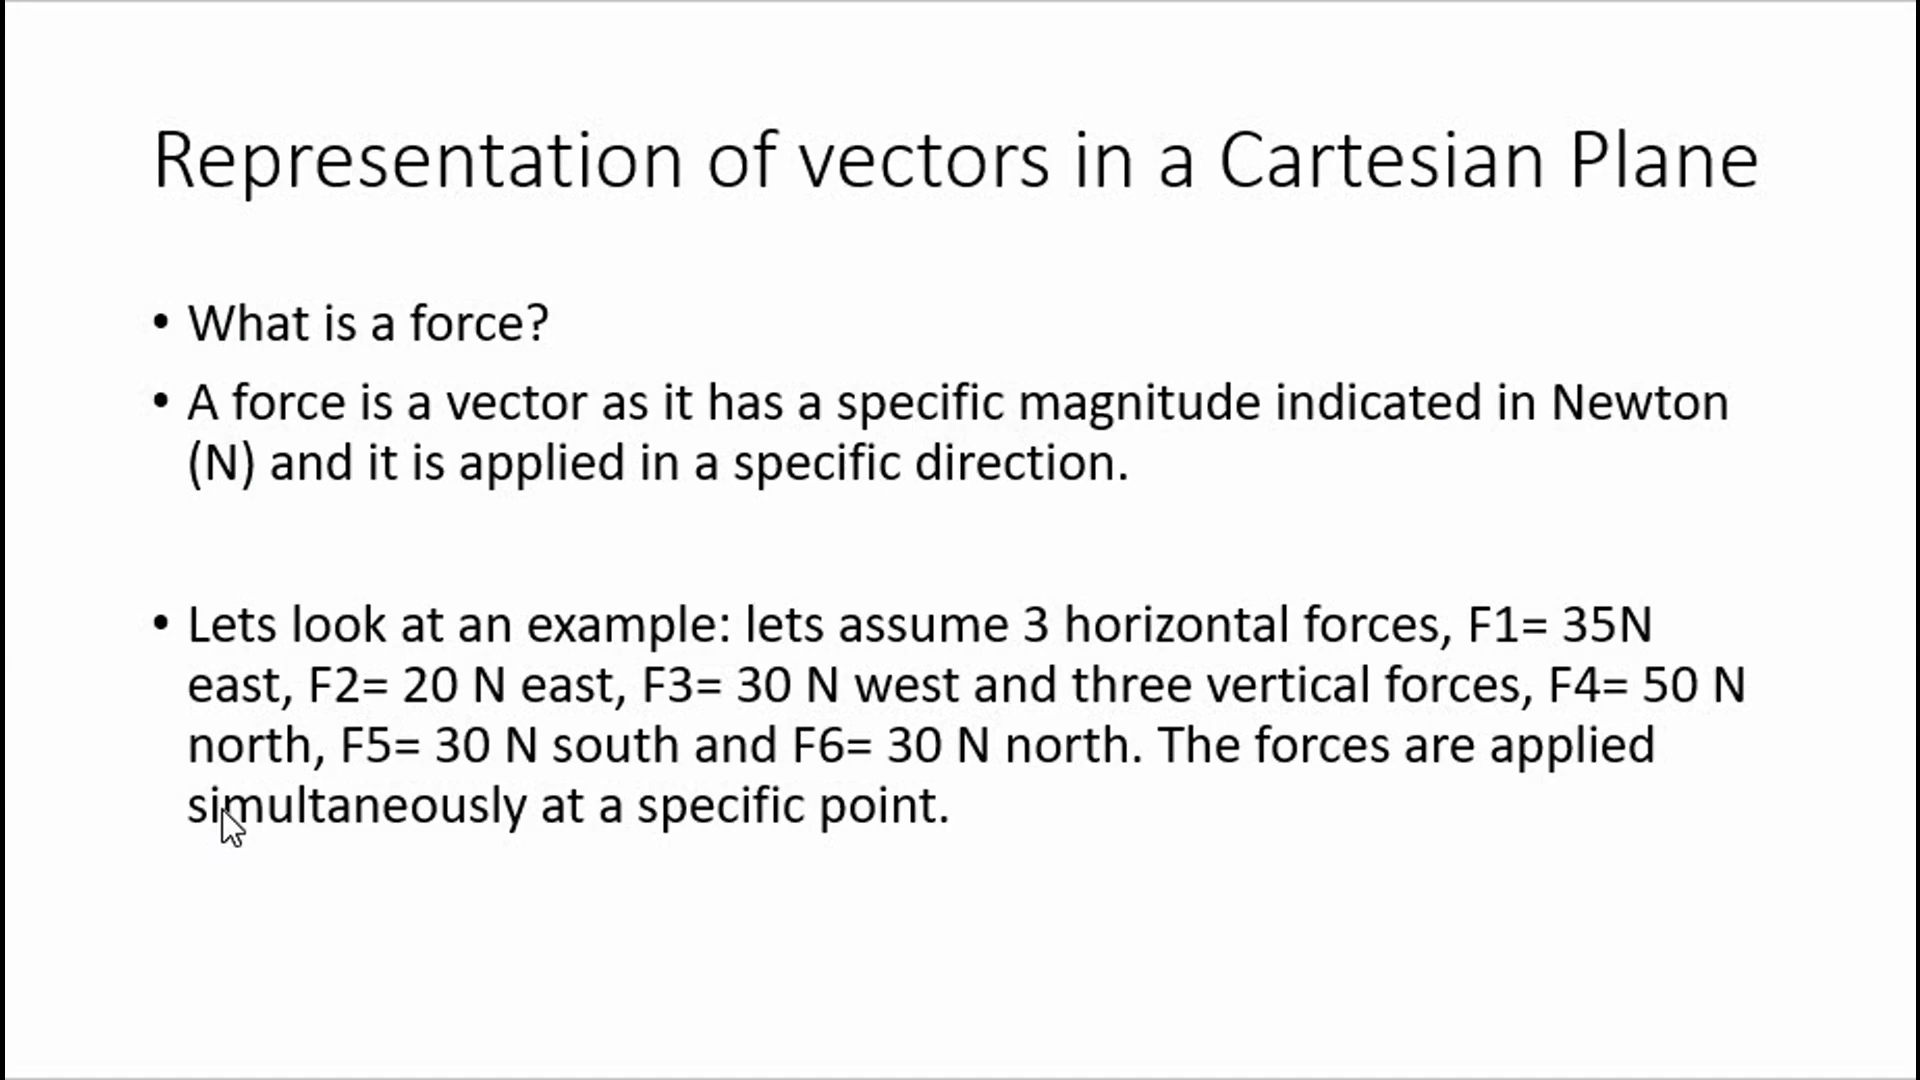 Representation of vectors in a Cartesian Plane
• What is a force?
• A force is a vector as it has a specific magnitude indicated in Newton
(N) and it is applied in a specific direction.
• Lets look at an example: lets assume 3 horizontal forces, F1= 35N
east, F2= 20 N east, F3= 30 N west and three vertical forces, F4= 50 N
north, F5= 30 N south and F6= 30 N north. The forces are applied
simultaneously at a specific point.